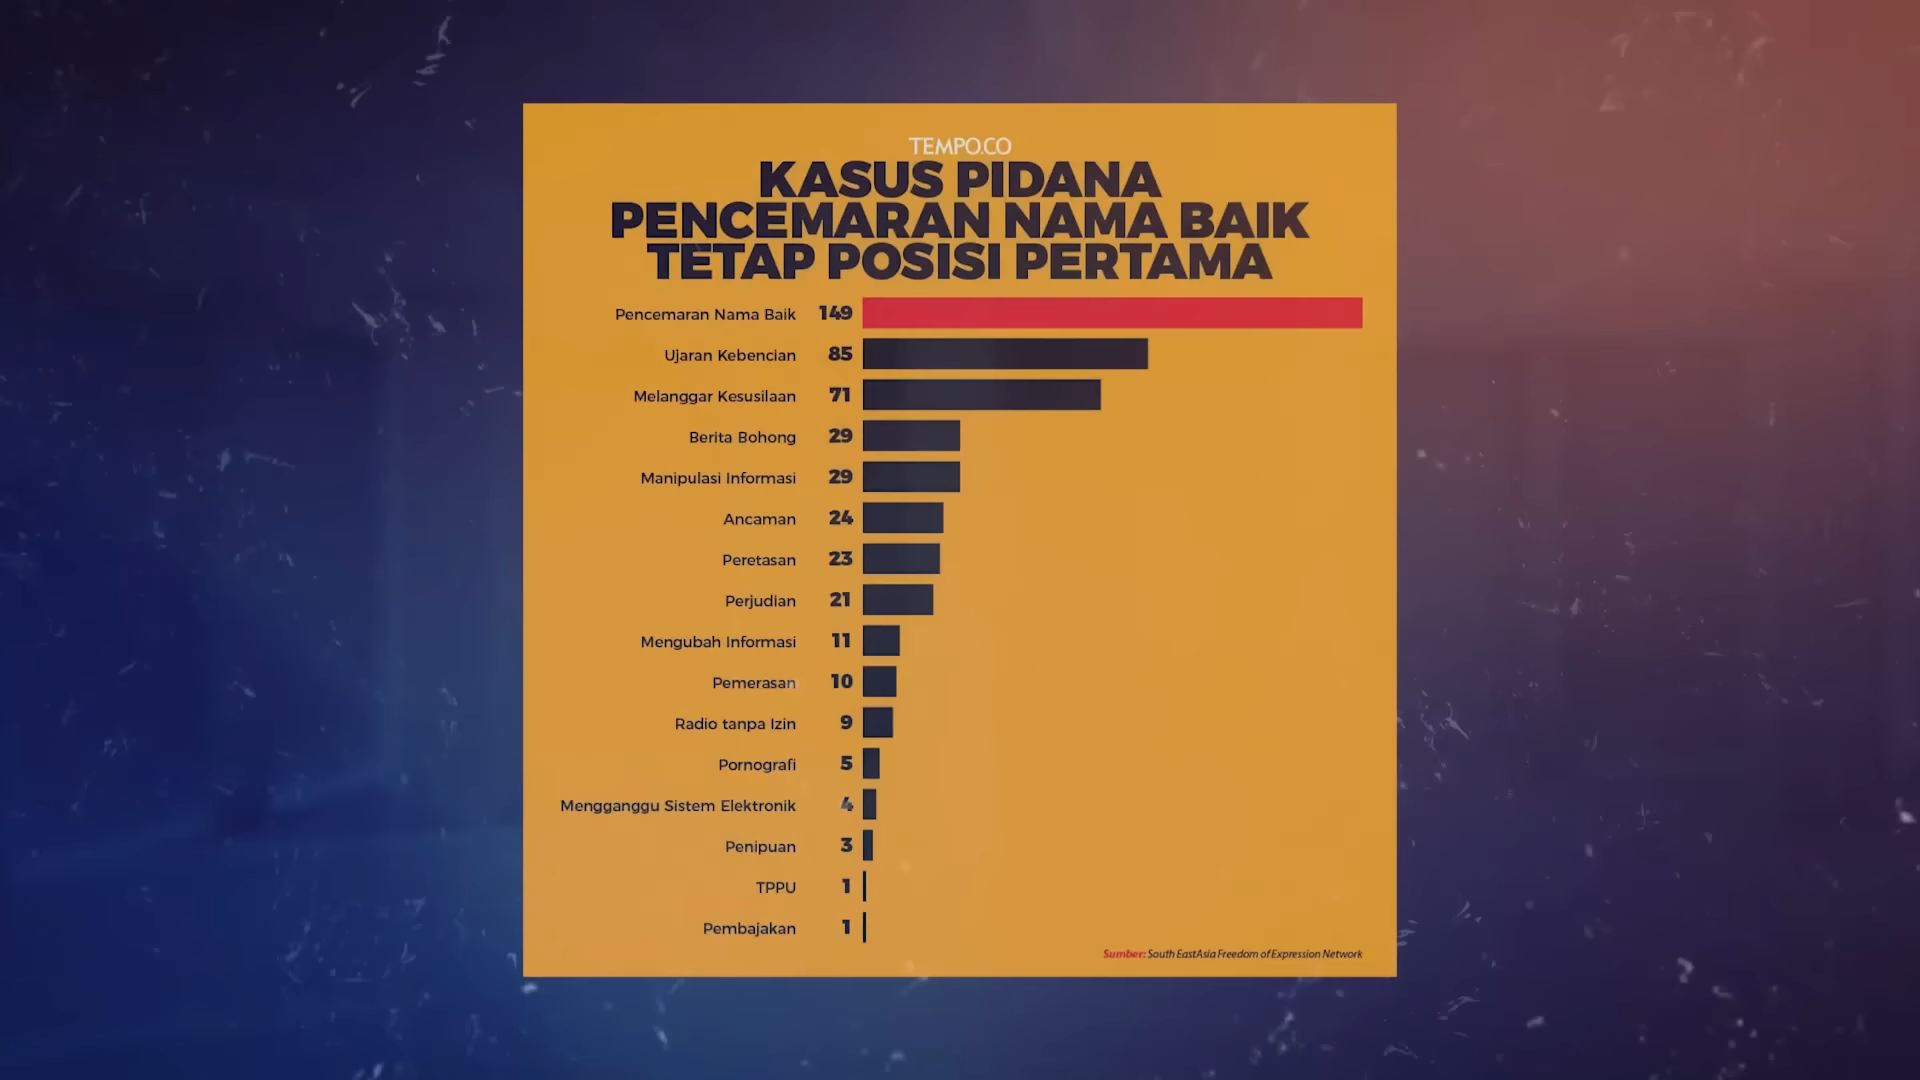 TEMPO.CO
KASUS PIDANA
PENCEMARAN NAMA BAIK
TETAP POSISI PERTAMA
Pencemaran Nama Baik 149
Ujaran Kebencian 85
Melanggar Kesusilaan 71
Berita Bohong 29
Manipulasi Informasi 29
Ancaman 24
Peretasan 23
Perjudian 21
Mengubah Informasi 11
Pemerasan 10
Radio tanpa Izin 9
Pornografi 5
Mengganggu Sistem Elektronik 4
Penipuan 3
TPPU 1
Pembajakan 1
Sumber: South EastAsia Freedom of Expression Network